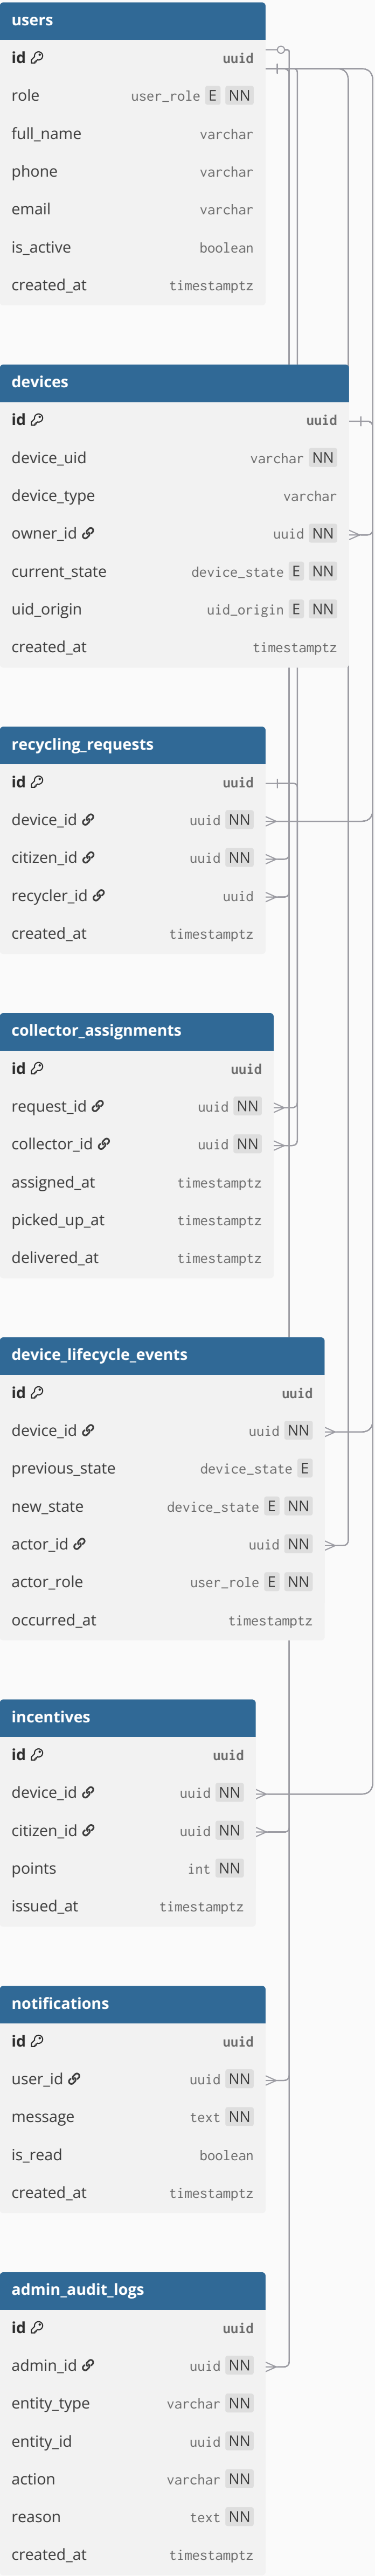 users
id uuid
role user_role E NN
full_name varchar
phone varchar
email varchar
is_active boolean
created_at timestamptz
devices
id uuid
device_uid varchar NN
device_type varchar
owner_id uuid NN
current_state device_state E NN
uid_origin uid_origin E NN
created_at timestamptz
recycling_requests
id uuid
device_id uuid NN
citizen_id uuid NN
recycler_id uuid
created_at timestamptz
collector_assignments
id uuid
request_id uuid NN
collector_id uuid NN
assigned_at timestamptz
picked_up_at timestamptz
delivered_at timestamptz
device_lifecycle_events
id uuid
device_id uuid NN
previous_state device_state E
new_state device_state E NN
actor_id uuid NN
actor_role user_role E NN
occurred_at timestamptz
incentives
id uuid
device_id uuid NN
citizen_id uuid NN
points int NN
issued_at timestamptz
notifications
id uuid
user_id uuid NN
message text NN
is_read boolean
created_at timestamptz
admin_audit_logs
id uuid
admin_id uuid NN
entity_type varchar NN
entity_id uuid NN
action varchar NN
reason text NN
created_at timestamptz